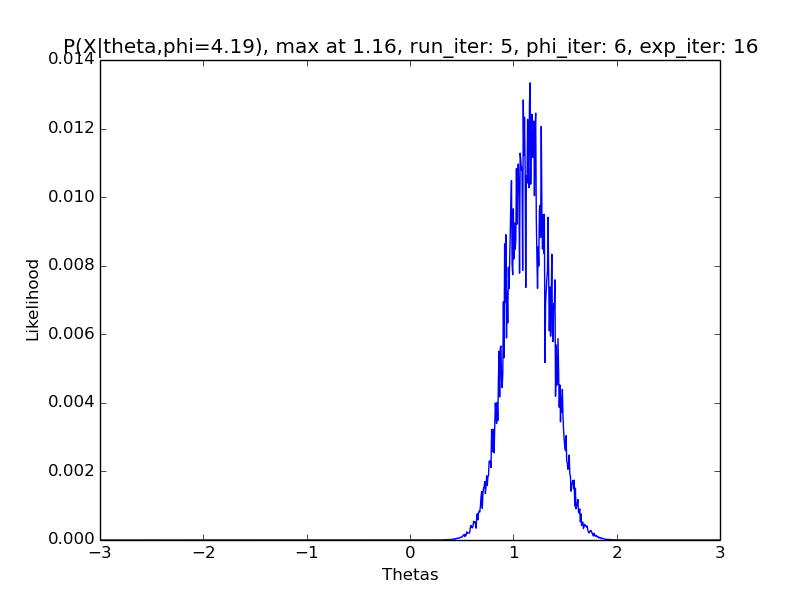 P(X|theta,phi=4.19), max at 1.16, run_iter: 5, phi_iter: 6, exp_iter: 16
0.014
0.012
0.010
0.008
0.006
0.004
0.002
0.000
Likelihood
−3 −2 −1 0 1 2 3
Thetas